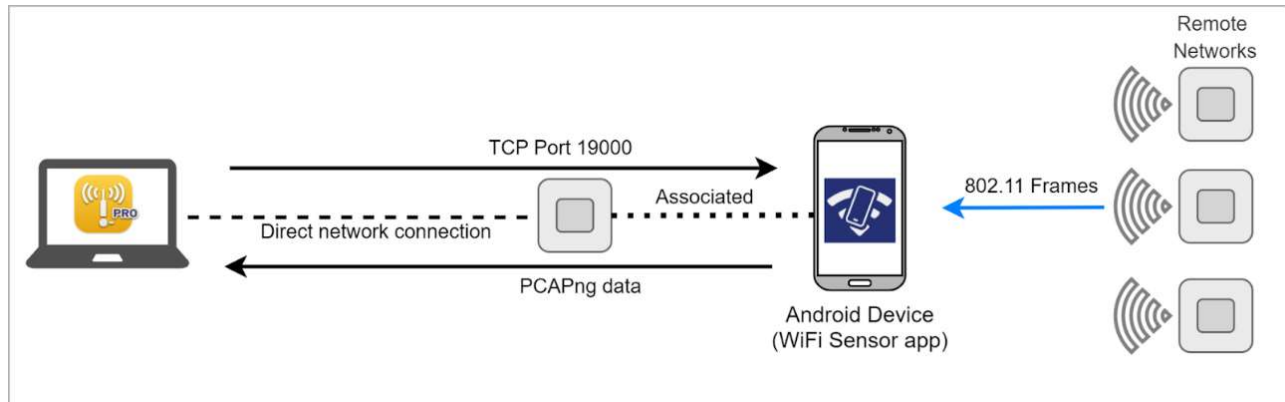 Remote
Networks
TCP Port 19000
802.11 Frames
PRO
Associated
Direct network connection
PCAPng data
Android Device
(WiFi Sensor app)